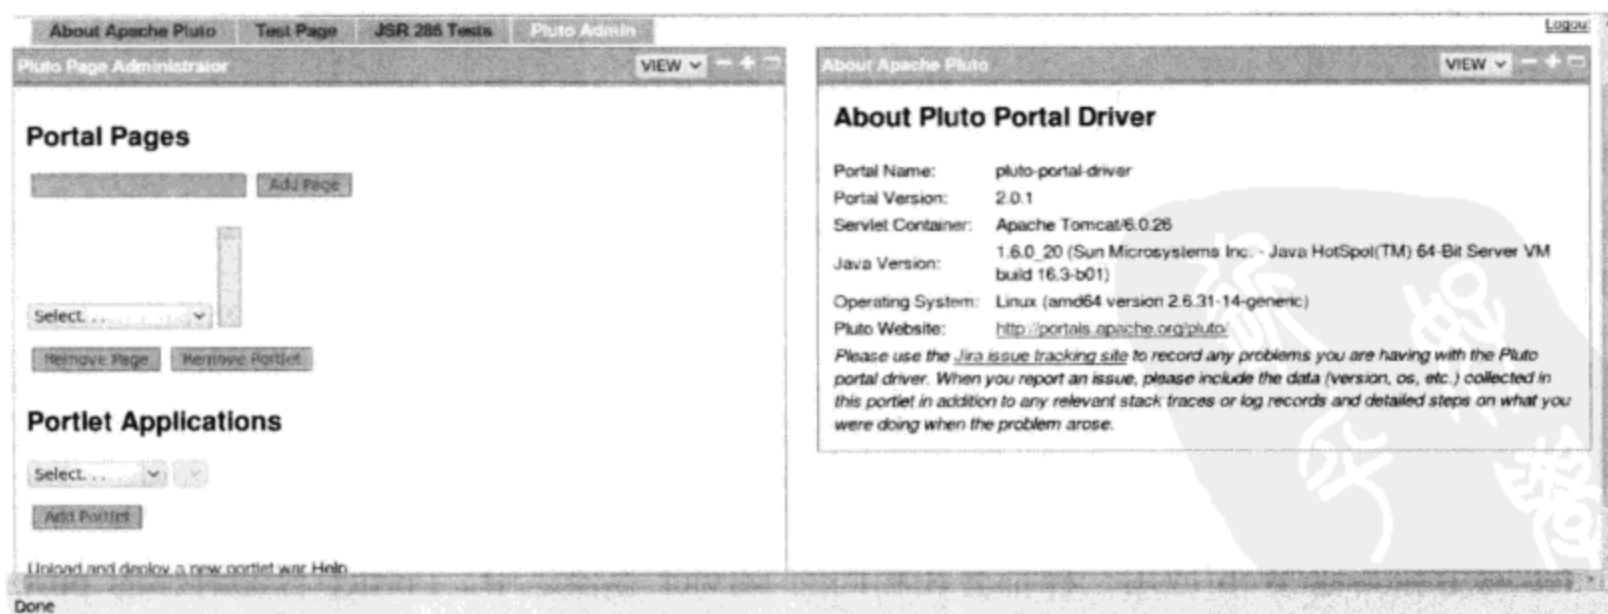 About Apache Pluto
Test Page
JSR 286 Tests
Pluto Admin
Logout
Pluto Page Administrator
VIEW
Portal Pages
Add Page
Select. . .
Remove Page
Remove Portlet
Portlet Applications
Select. . .
Add Portlet
Upload and deploy a new portlet war Help
About Apache Pluto
VIEW
About Pluto Portal Driver
Portal Name: pluto-portal-driver
Portal Version: 2.0.1
Servlet Container: Apache Tomcat/6.0.26
Java Version: 1.6.0_20 (Sun Microsystems Inc. - Java HotSpot(TM) 64-Bit Server VM
build 16.3-b01)
Operating System: Linux (amd64 version 2.6.31-14-generic)
Pluto Website: http://portals.apache.org/pluto/
Please use the Jira issue tracking site to record any problems you are having with the Pluto
portal driver. When you report an issue, please include the data (version, os, etc.) collected in
this portlet in addition to any relevant stack traces or log records and detailed steps on what you
were doing when the problem arose.
Done